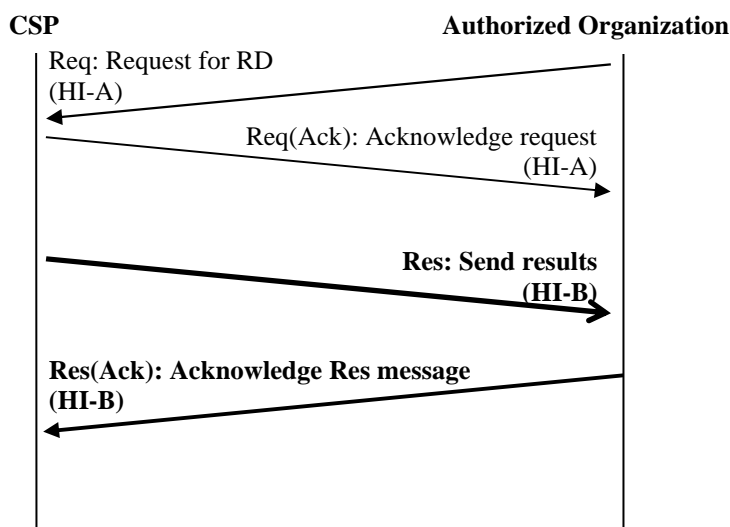 CSP
Authorized Organization
Req: Request for RD
(HI-A)
Req(Ack): Acknowledge request
(HI-A)
Res: Send results
(HI-B)
Res(Ack): Acknowledge Res message
(HI-B)